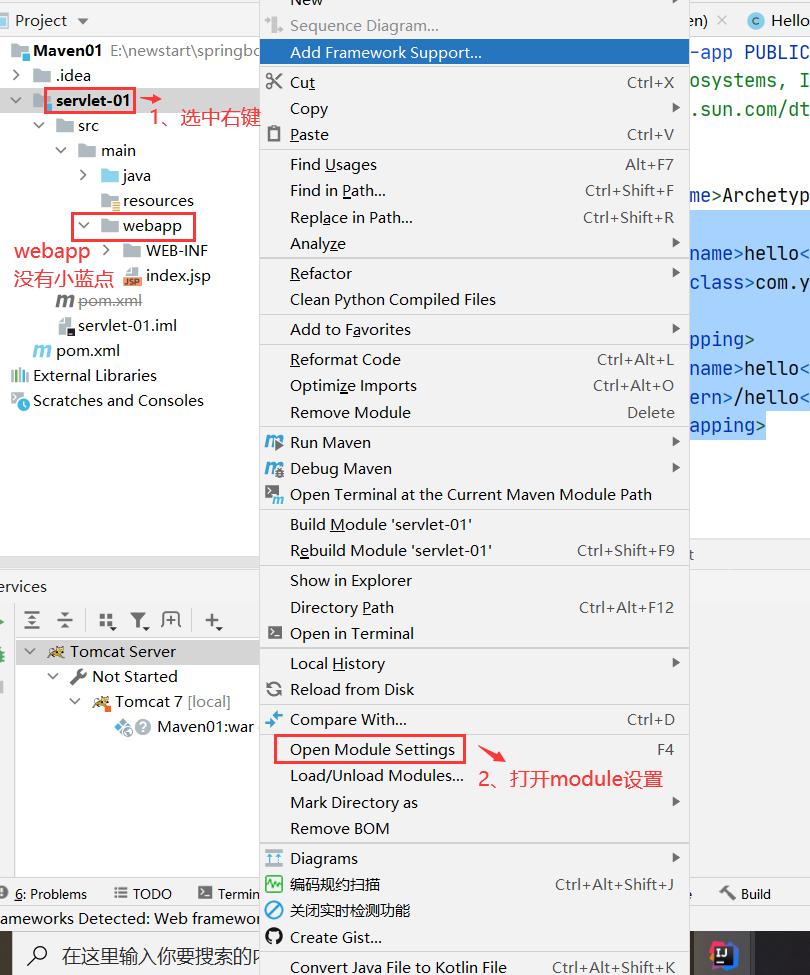 Project
Maven01 E:\newstart\springbo
.idea
servlet-01
1、选中右键
src
main
java
resources
webapp
webapp
没有小蓝点
WEB-INF
JSP
index.jsp
pom.xml
servlet-01.iml
pom.xml
External Libraries
Scratches and Consoles
ervices
Tomcat Server
Not Started
Tomcat 7 [local]
Maven01:war
New
Sequence Diagram...
Add Framework Support...
Cut Ctrl+X
Copy
Paste Ctrl+V
Find Usages Alt+F7
Find in Path... Ctrl+Shift+F
Replace in Path... Ctrl+Shift+R
Analyze
Refactor
Clean Python Compiled Files
Add to Favorites
Reformat Code Ctrl+Alt+L
Optimize Imports Ctrl+Alt+O
Remove Module Delete
Run Maven
Debug Maven
Open Terminal at the Current Maven Module Path
Build Module 'servlet-01'
Rebuild Module 'servlet-01' Ctrl+Shift+F9
Show in Explorer
Directory Path Ctrl+Alt+F12
Open in Terminal
Local History
Reload from Disk
Compare With... Ctrl+D
Open Module Settings F4
2、打开module设置
Load/Unload Modules...
Mark Directory as
Remove BOM
Diagrams
编码规约扫描 Ctrl+Alt+Shift+J
关闭实时检测功能
Create Gist...
Convert Java File to Kotlin File Ctrl+Alt+Shift+K
en) Hello
-app PUBLIC
osystems, I
.sun.com/dt
me>Archetyp
name>hello<
class>com.y
pping>
name>hello<
ern>/hello<
apping>
6: Problems TODO Termin
Build
ameworks Detected: Web framewor
在这里输入你要搜索的内
IJ